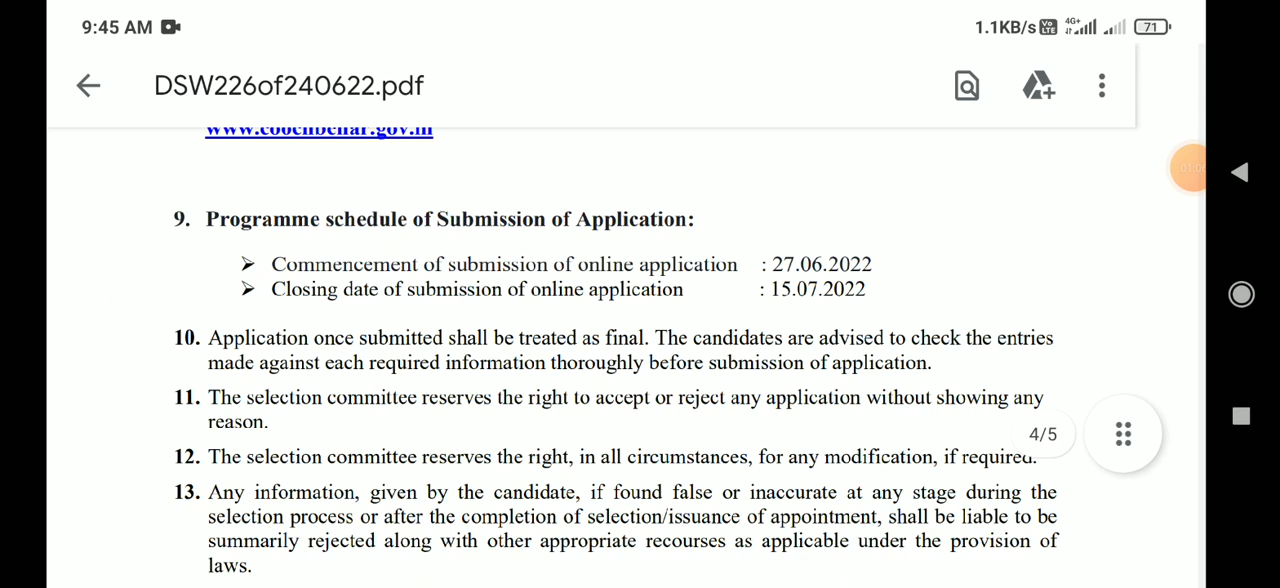 9:45 AM
1.1KB/s Vo LTE 4G+ 71
DSW226of240622.pdf
www.coochbehar.gov.in
9. Programme schedule of Submission of Application:
➢ Commencement of submission of online application : 27.06.2022
➢ Closing date of submission of online application : 15.07.2022
10. Application once submitted shall be treated as final. The candidates are advised to check the entries
made against each required information thoroughly before submission of application.
11. The selection committee reserves the right to accept or reject any application without showing any
reason.
4/5
12. The selection committee reserves the right, in all circumstances, for any modification, if required.
13. Any information, given by the candidate, if found false or inaccurate at any stage during the
selection process or after the completion of selection/issuance of appointment, shall be liable to be
summarily rejected along with other appropriate recourses as applicable under the provision of
laws.